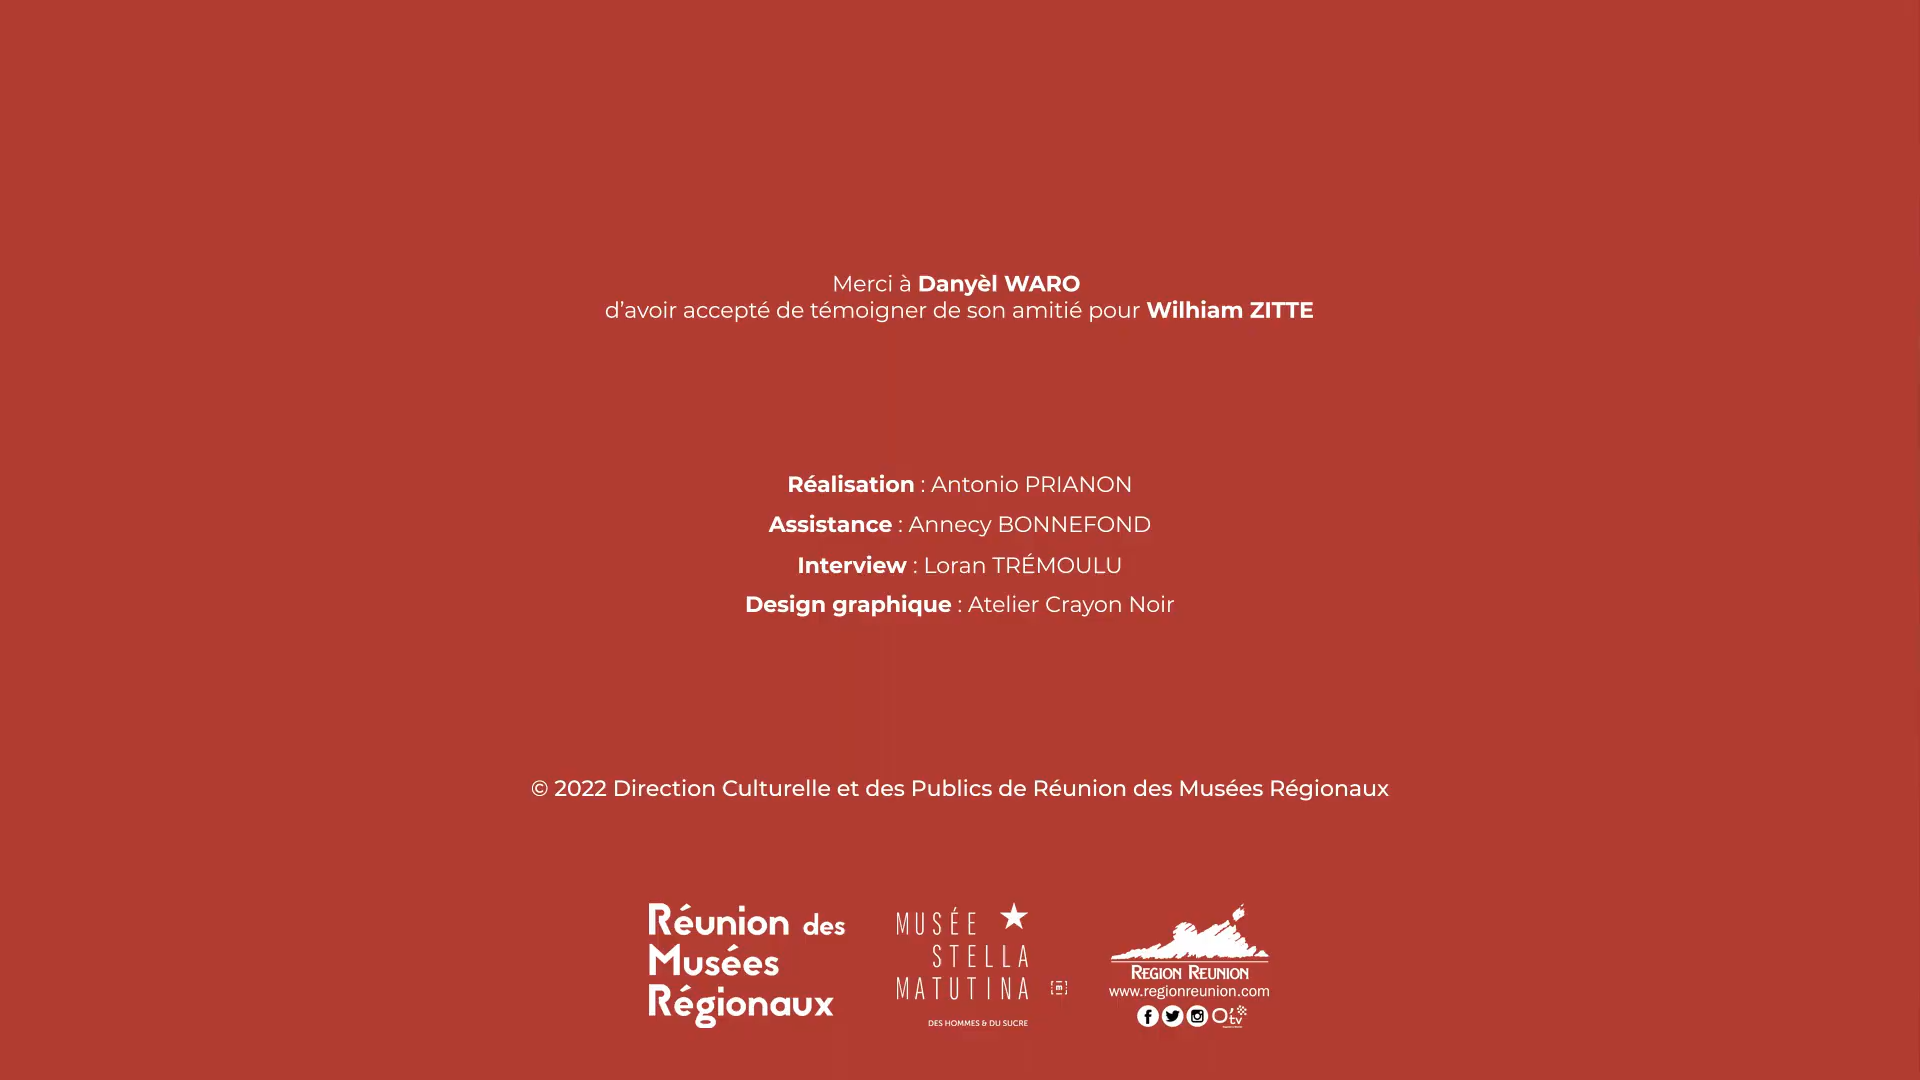 Merci à Danyèl WARO
d’avoir accepté de témoigner de son amitié pour Wilhiam ZITTE
Réalisation : Antonio PRIANON
Assistance : Annecy BONNEFOND
Interview : Loran TRÉMOULU
Design graphique : Atelier Crayon Noir
© 2022 Direction Culturelle et des Publics de Réunion des Musées Régionaux
Réunion des
Musées
Régionaux
MUSÉE
STELLA
MATUTINA
DES HOMMES & DU SUCRE
REGION REUNION
www.regionreunion.com
O'tv